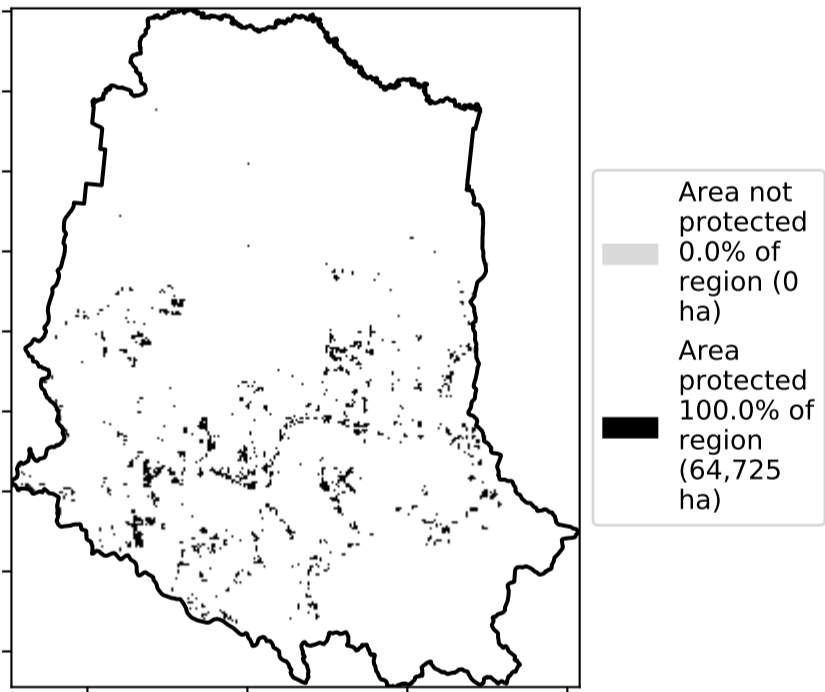 Area not
protected
0.0% of
region (0
ha)
Area
protected
100.0% of
region
(64,725
ha)